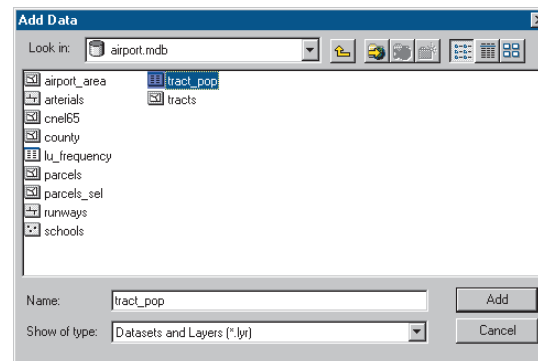 Add Data
Look in: airport.mdb
airport_area
arterials
cnel65
county
lu_frequency
parcels
parcels_sel
runways
schools
tract_pop
tracts
Name: tract_pop Add
Show of type: Datasets and Layers (*.lyr) Cancel